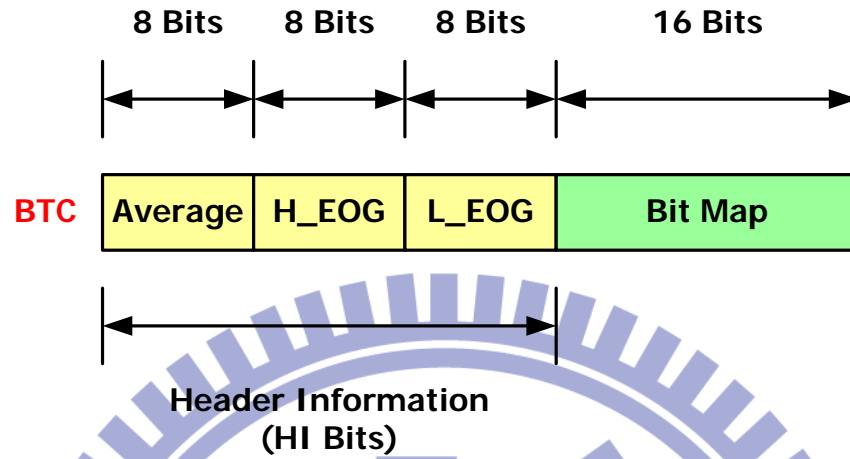 8 Bits 8 Bits 8 Bits 16 Bits
BTC Average H_EOG L_EOG Bit Map
Header Information
(HI Bits)